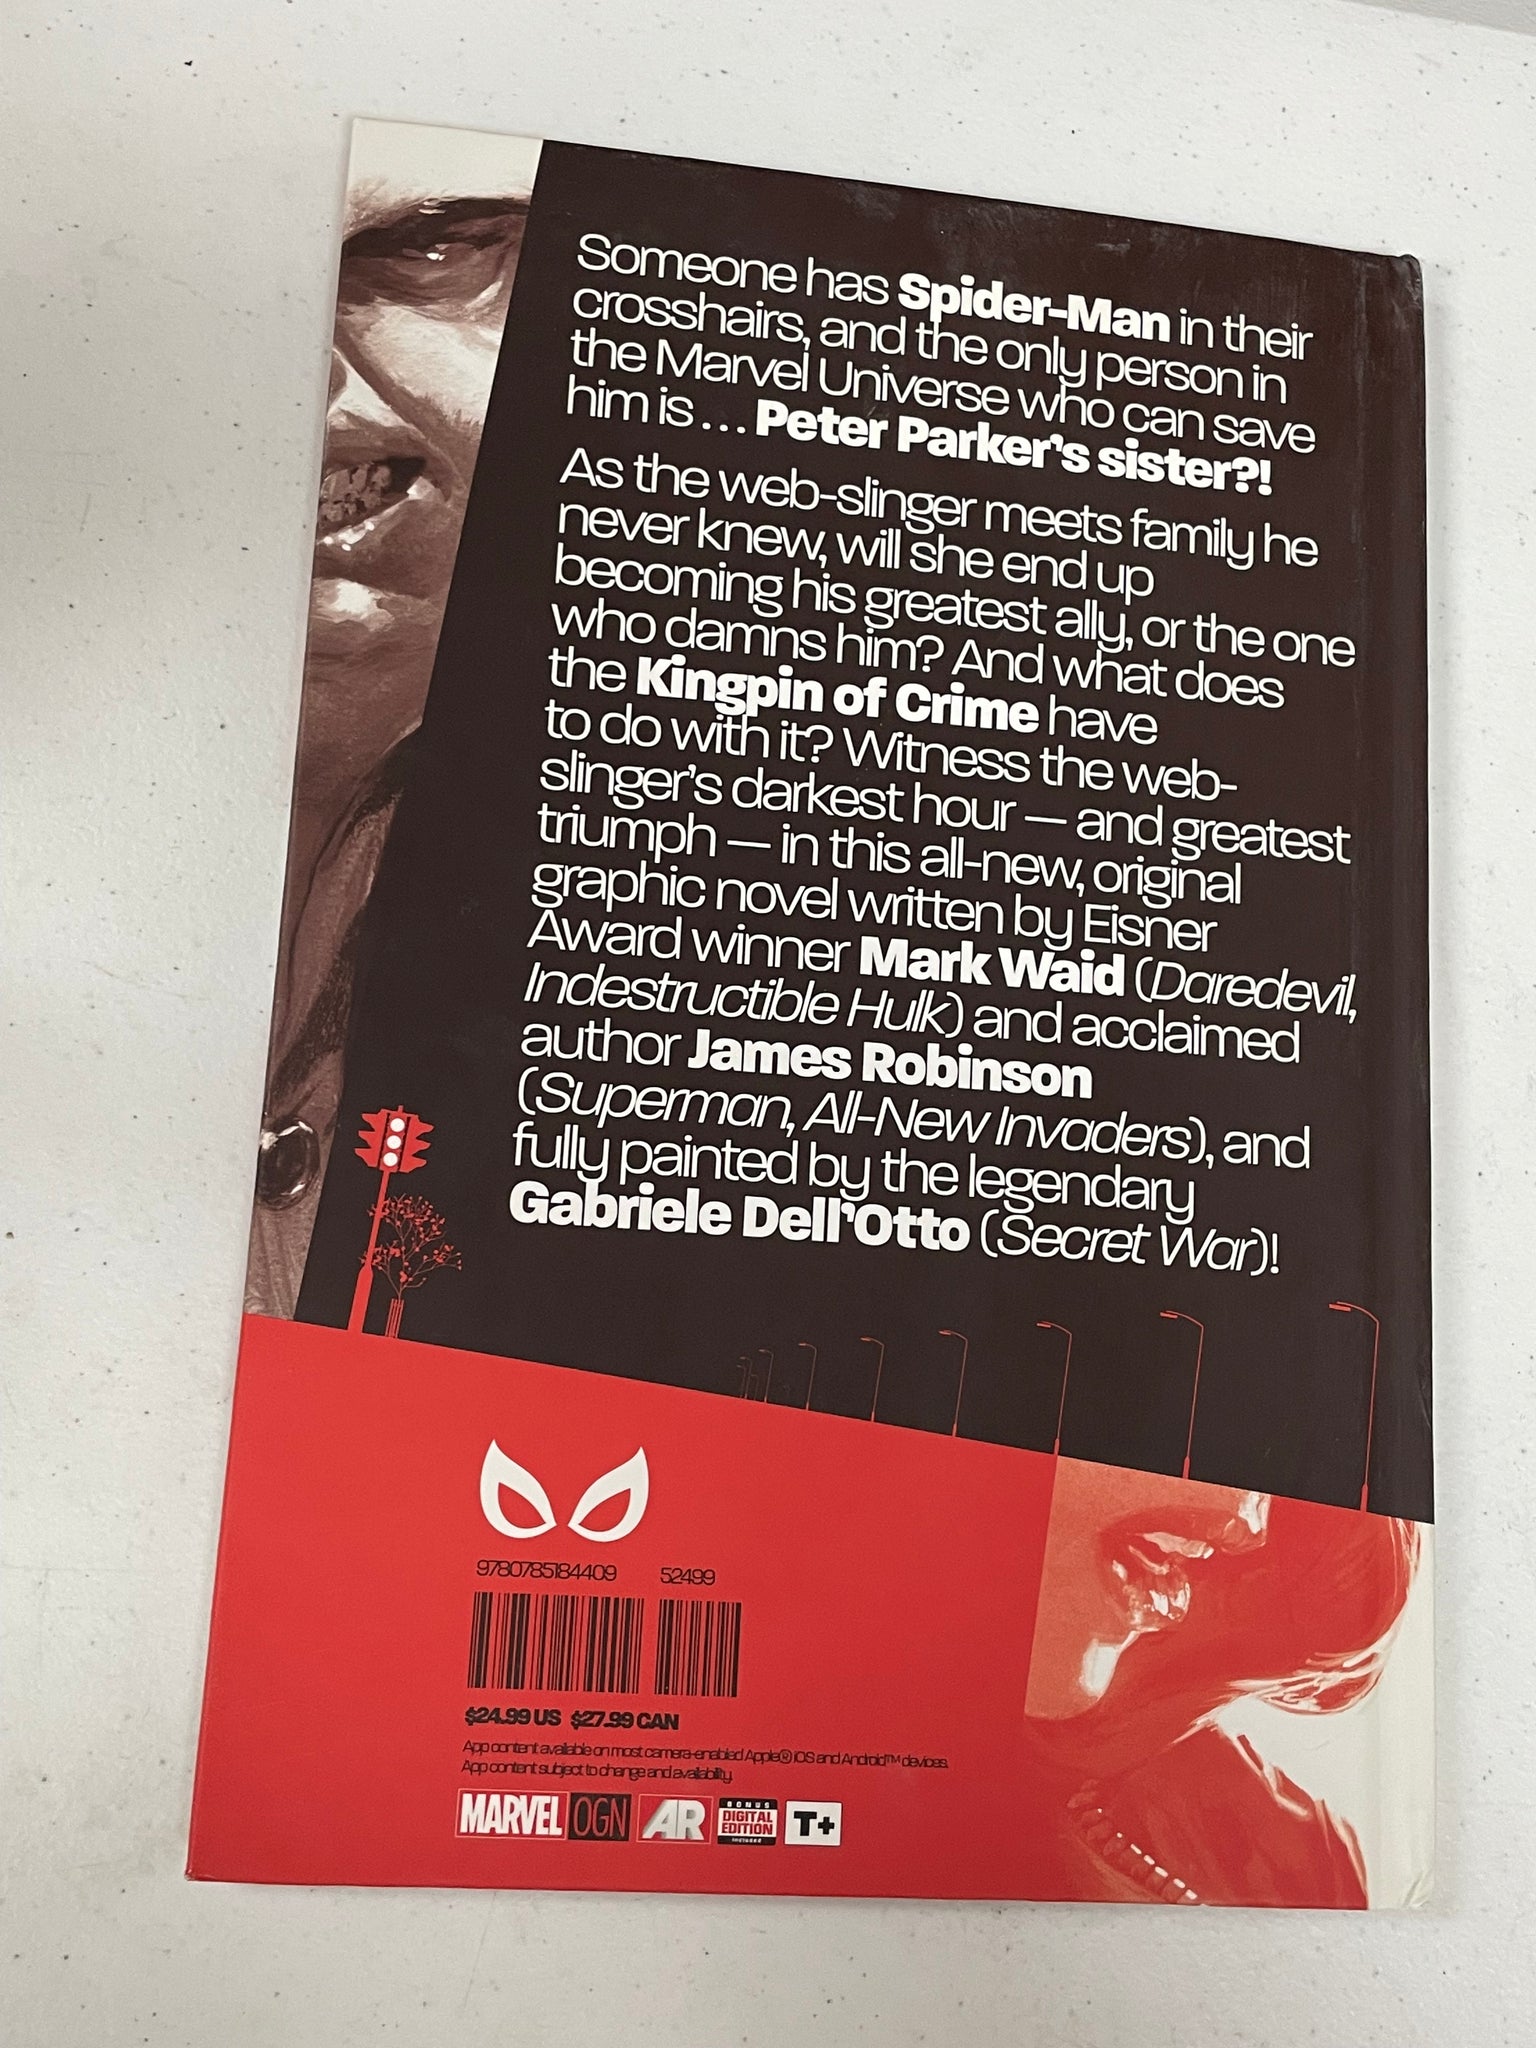 Someone has Spider-Man in their
crosshairs, and the only person in
the Marvel Universe who can save
him is . . . Peter Parker's sister?!
As the web-slinger meets family he
never knew, will she end up
becoming his greatest ally, or the one
who damns him? And what does
the Kingpin of Crime have
to do with it? Witness the web-
slinger's darkest hour — and greatest
triumph — in this all-new, original
graphic novel written by Eisner
Award winner Mark Waid (Daredevil,
Indestructible Hulk) and acclaimed
author James Robinson
(Superman, All-New Invaders), and
fully painted by the legendary
Gabriele Dell'Otto (Secret War)!
9780785184409 52499
$24.99 US $27.99 CAN
App content available on most camera-enabled Apple® iOS and Android™ devices.
App content subject to change and availability.
MARVEL OGN AR BONUS DIGITAL EDITION INCLUDED T+